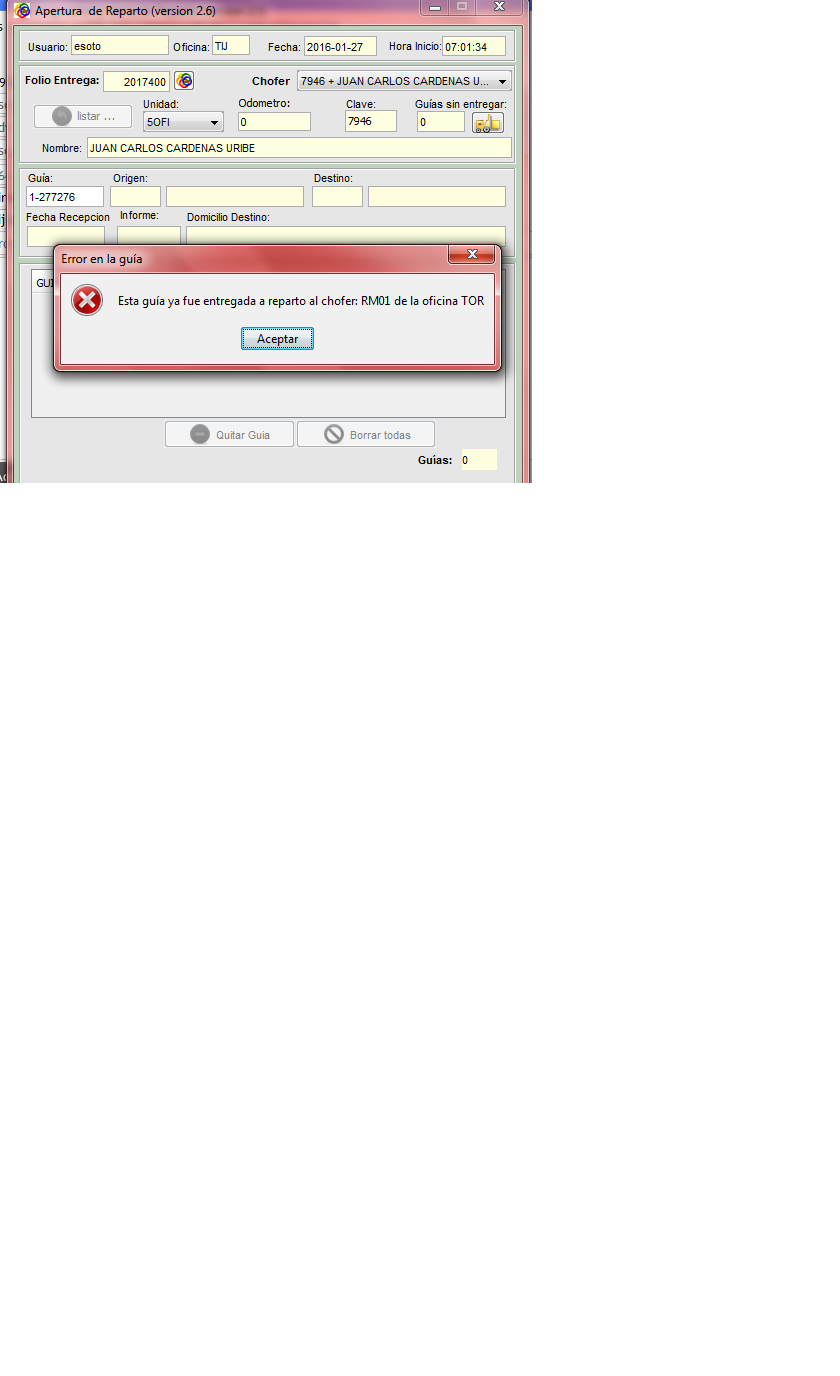 Apertura de Reparto (version 2.6)
Usuario: esoto Oficina: TIJ Fecha: 2016-01-27 Hora Inicio: 07:01:34
Folio Entrega: 2017400 Chofer 7946 + JUAN CARLOS CARDENAS U...
listar ... Unidad: Odometro: Clave: Guías sin entregar:
5OFI 0 7946 0
Nombre: JUAN CARLOS CARDENAS URIBE
Guía: Origen: Destino:
1-277276
Fecha Recepcion Informe: Domicilio Destino:
Error en la guía
GUI
Esta guía ya fue entregada a reparto al chofer: RM01 de la oficina TOR
Aceptar
Quitar Guia Borrar todas
Guías: 0